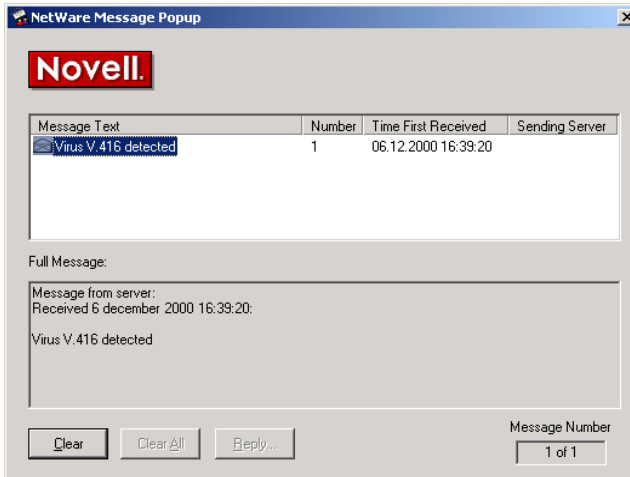 NetWare Message Popup
Novell.
Message Text Number Time First Received Sending Server
Virus V.416 detected 1 06.12.2000 16:39:20
Full Message:
Message from server:
Received 6 december 2000 16:39:20:
Virus V.416 detected
Message Number
Clear Clear All Reply... 1 of 1